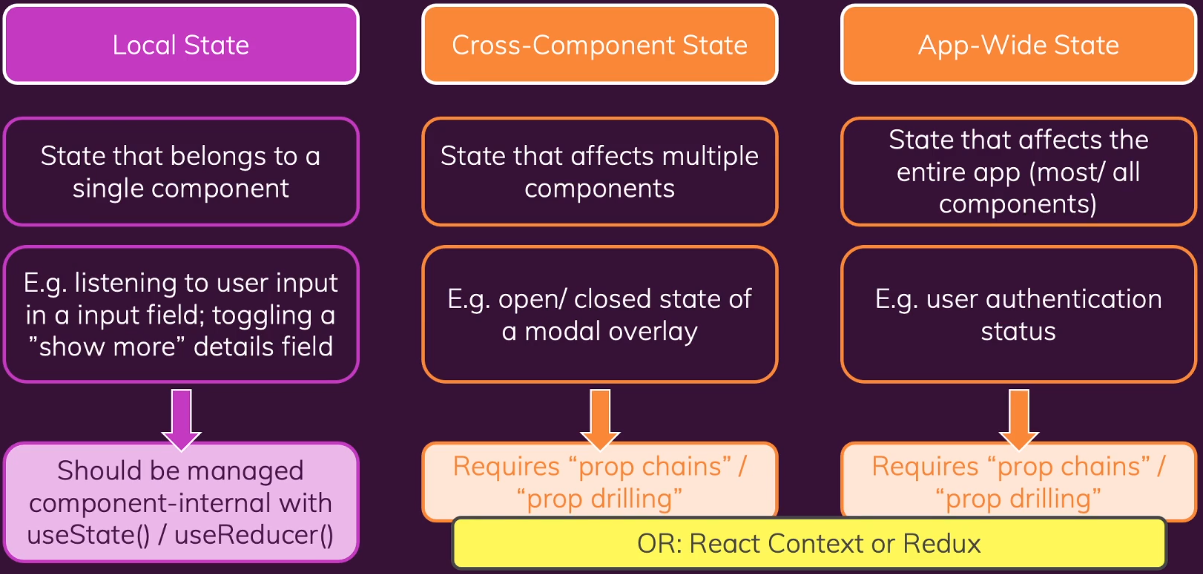 Local State
State that belongs to a
single component
E.g. listening to user input
in a input field; toggling a
”show more” details field
Should be managed
component-internal with
useState() / useReducer()
Cross-Component State
State that affects multiple
components
E.g. open/ closed state of
a modal overlay
Requires “prop chains” /
“prop drilling”
App-Wide State
State that affects the
entire app (most/ all
components)
E.g. user authentication
status
Requires “prop chains” /
“prop drilling”
OR: React Context or Redux